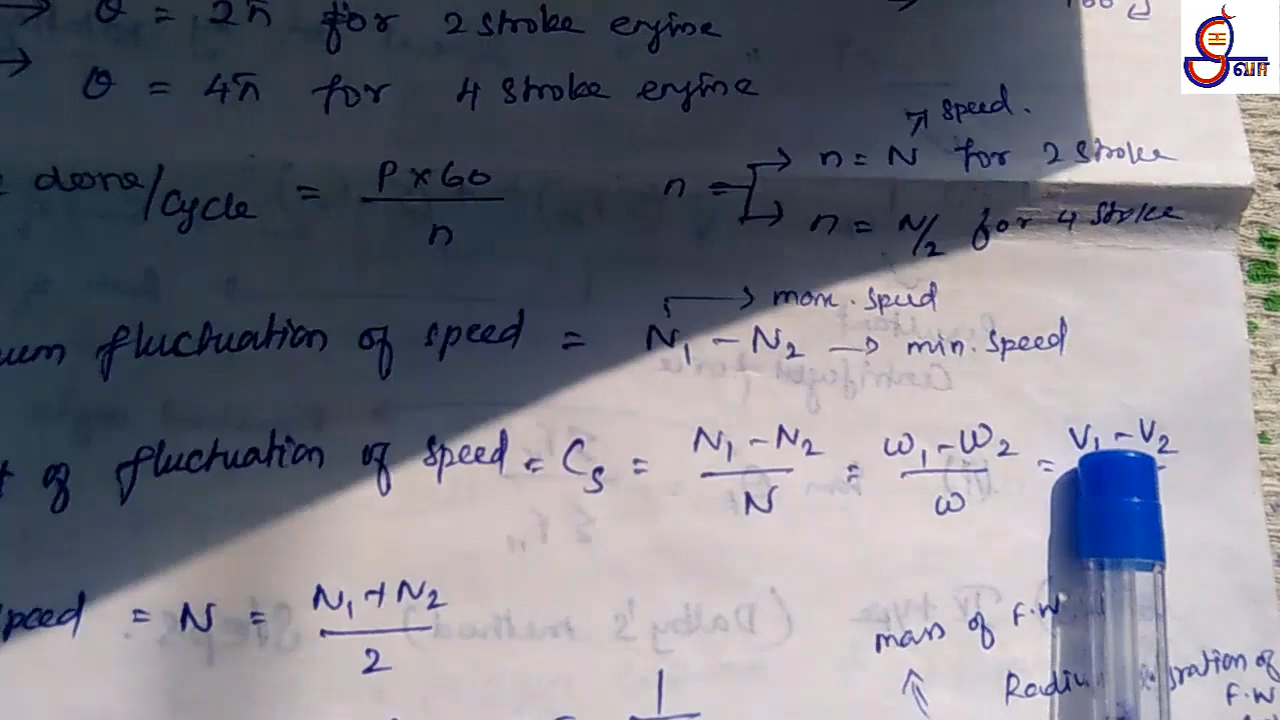 → θ = 2π for 2 stroke engine
→ θ = 4π for 4 stroke engine
↗ speed.
done/cycle = P×60 / n
n = → n = N for 2 stroke
→ n = N/2 for 4 stroke
→ max. speed
fluctuation of speed = N₁ - N₂ → min. speed
of fluctuation of speed = Cs = N₁ - N₂ / N = ω₁ - ω₂ / ω = V₁ - V₂
speed = N = N₁ + N₂ / 2
mass of F.W
of
F.W
1
வா